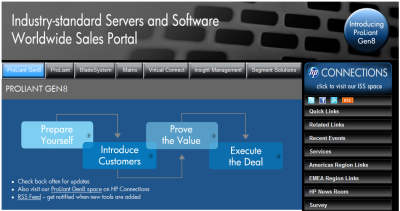 Industry-standard Servers and Software
Worldwide Sales Portal
Introducing
ProLiant
Gen8
ProLiant Gen8
ProLiant
BladeSystem
Matrix
Virtual Connect
Insight Management
Segment Solutions
PROLIANT GEN8
Prepare
Yourself
Introduce
Customers
Prove
the Value
Execute
the Deal
Check back often for updates
Also visit our ProLiant Gen8 space on HP Connections
RSS Feed – get notified when new tools are added
hp CONNECTIONS
click to visit our ISS space
Quick Links
Related Links
Recent Events
Services
Americas Region Links
EMEA Region Links
HP News Room
Survey